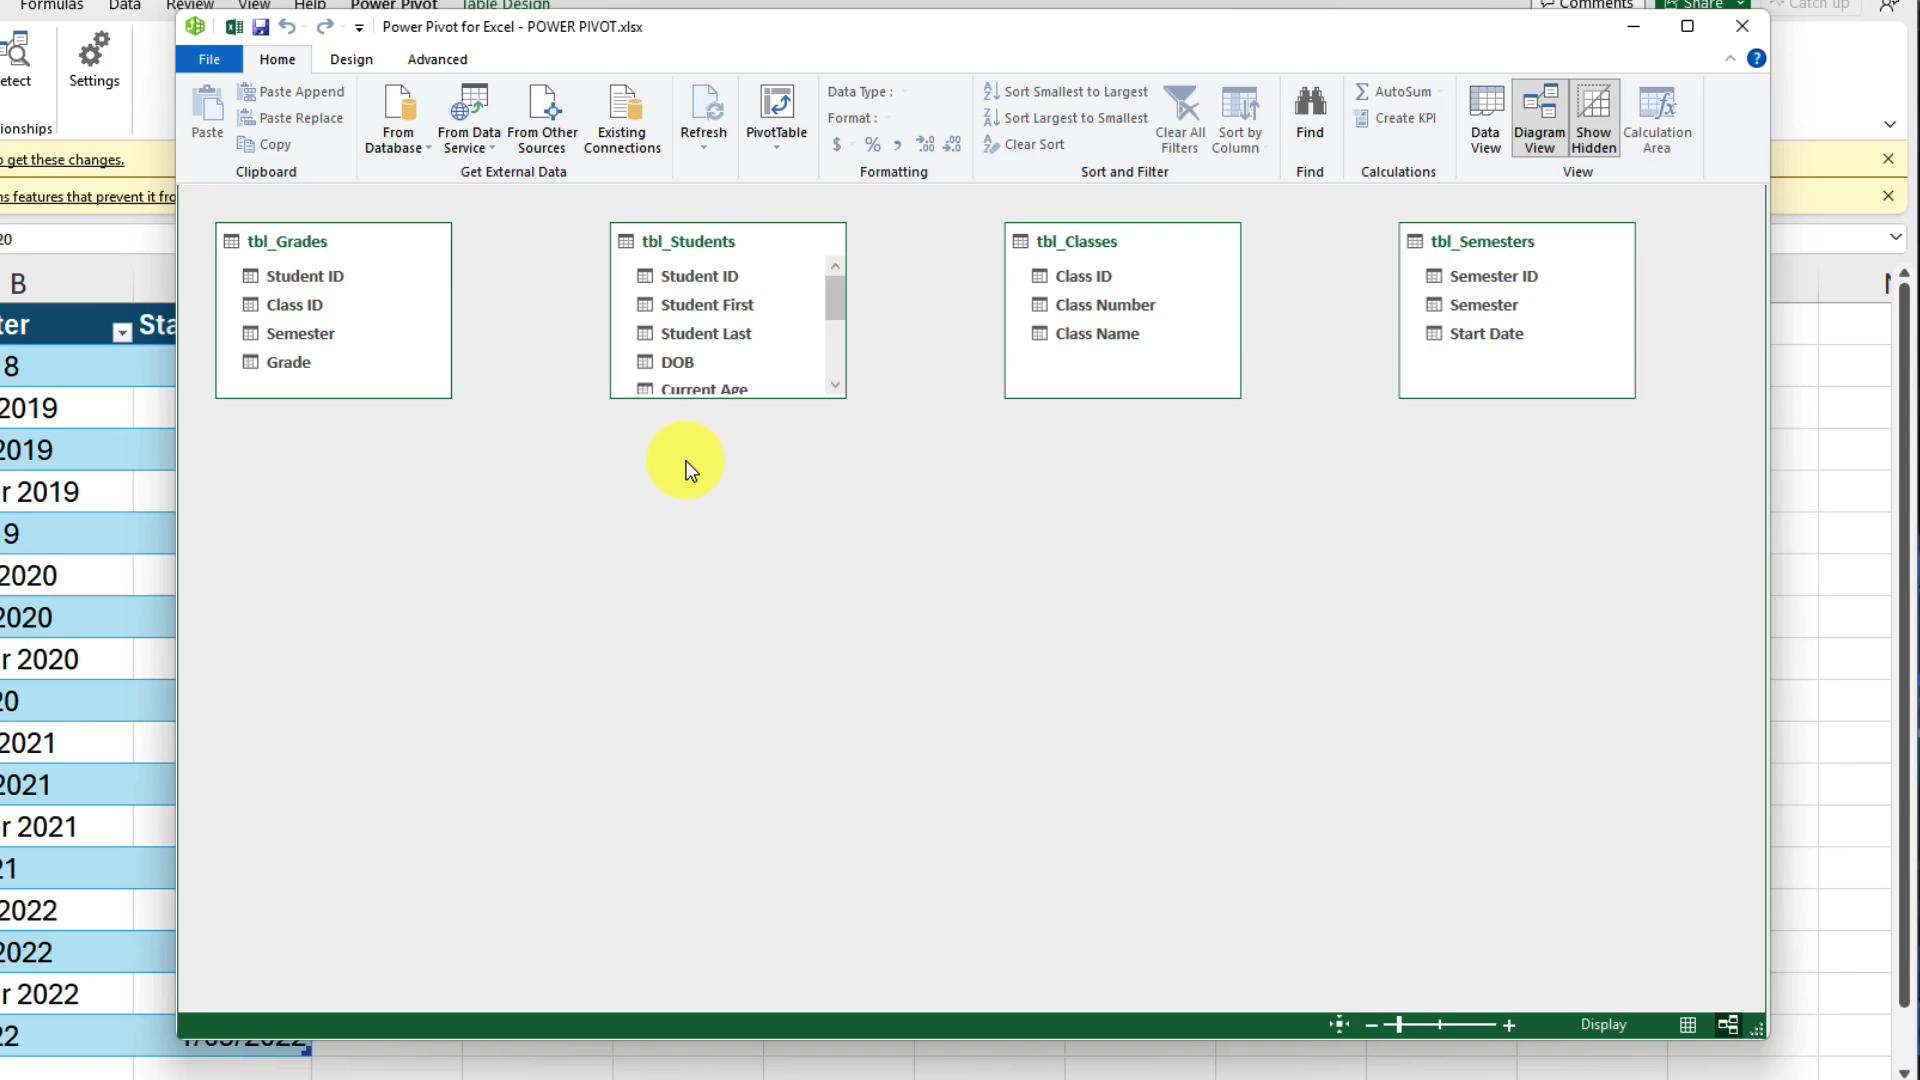 Formulas Data Review View Help Power Pivot Table Design
Comments Share Catch up
Power Pivot for Excel - POWER PIVOT.xlsx
File Home Design Advanced
etect
Settings
ionships
Paste
Paste Append
Paste Replace
Copy
Clipboard
From Database
From Data Service
From Other Sources
Existing Connections
Get External Data
Refresh
PivotTable
Data Type :
Format :
$ % , .00 .00
Formatting
Sort Smallest to Largest
Sort Largest to Smallest
Clear Sort
Clear All Filters
Sort by Column
Sort and Filter
Find
Find
AutoSum
Create KPI
Calculations
Data View
Diagram View
Show Hidden
Calculation Area
View
o get these changes.
ns features that prevent it fro
20
B
ter
Sta
8
2019
2019
r 2019
9
2020
2020
r 2020
20
2021
2021
r 2021
21
2022
2022
r 2022
22
tbl_Grades
Student ID
Class ID
Semester
Grade
tbl_Students
Student ID
Student First
Student Last
DOB
Current Age
tbl_Classes
Class ID
Class Number
Class Name
tbl_Semesters
Semester ID
Semester
Start Date
Display